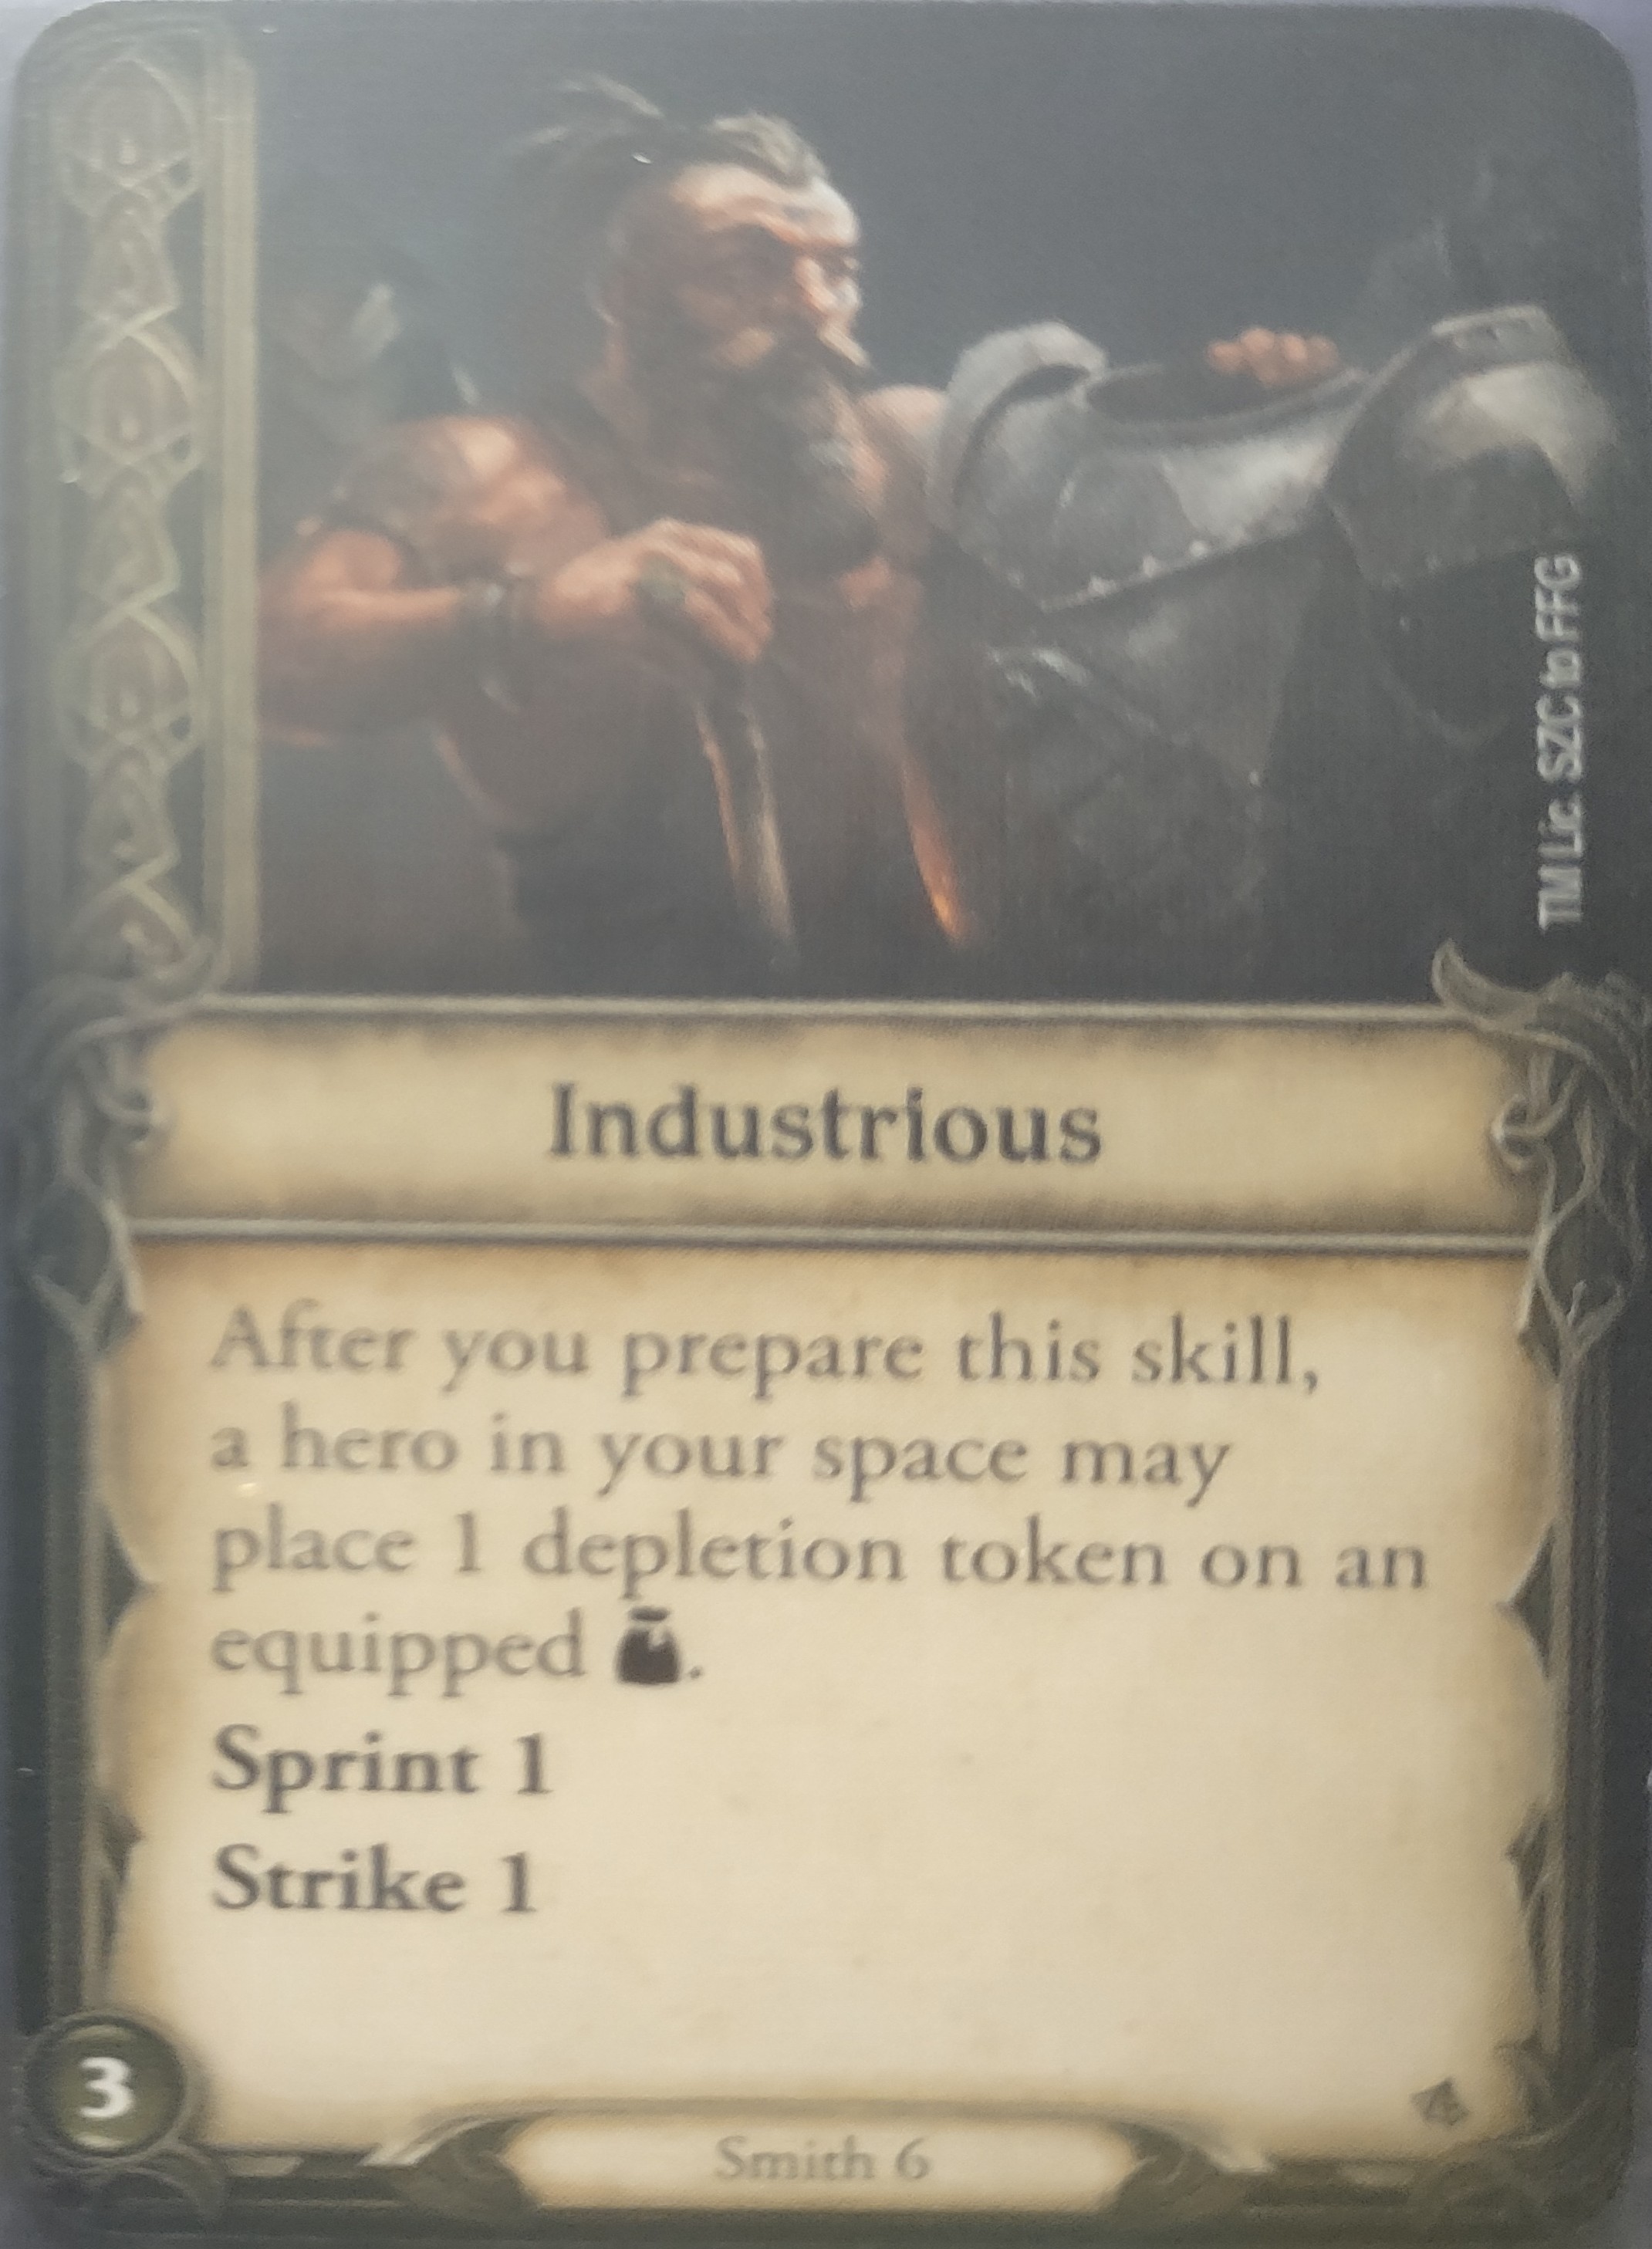 TM Lic. SZC to FFG
Industrious
After you prepare this skill,
a hero in your space may
place 1 depletion token on an
equipped .
Sprint 1
Strike 1
3
Smith 6